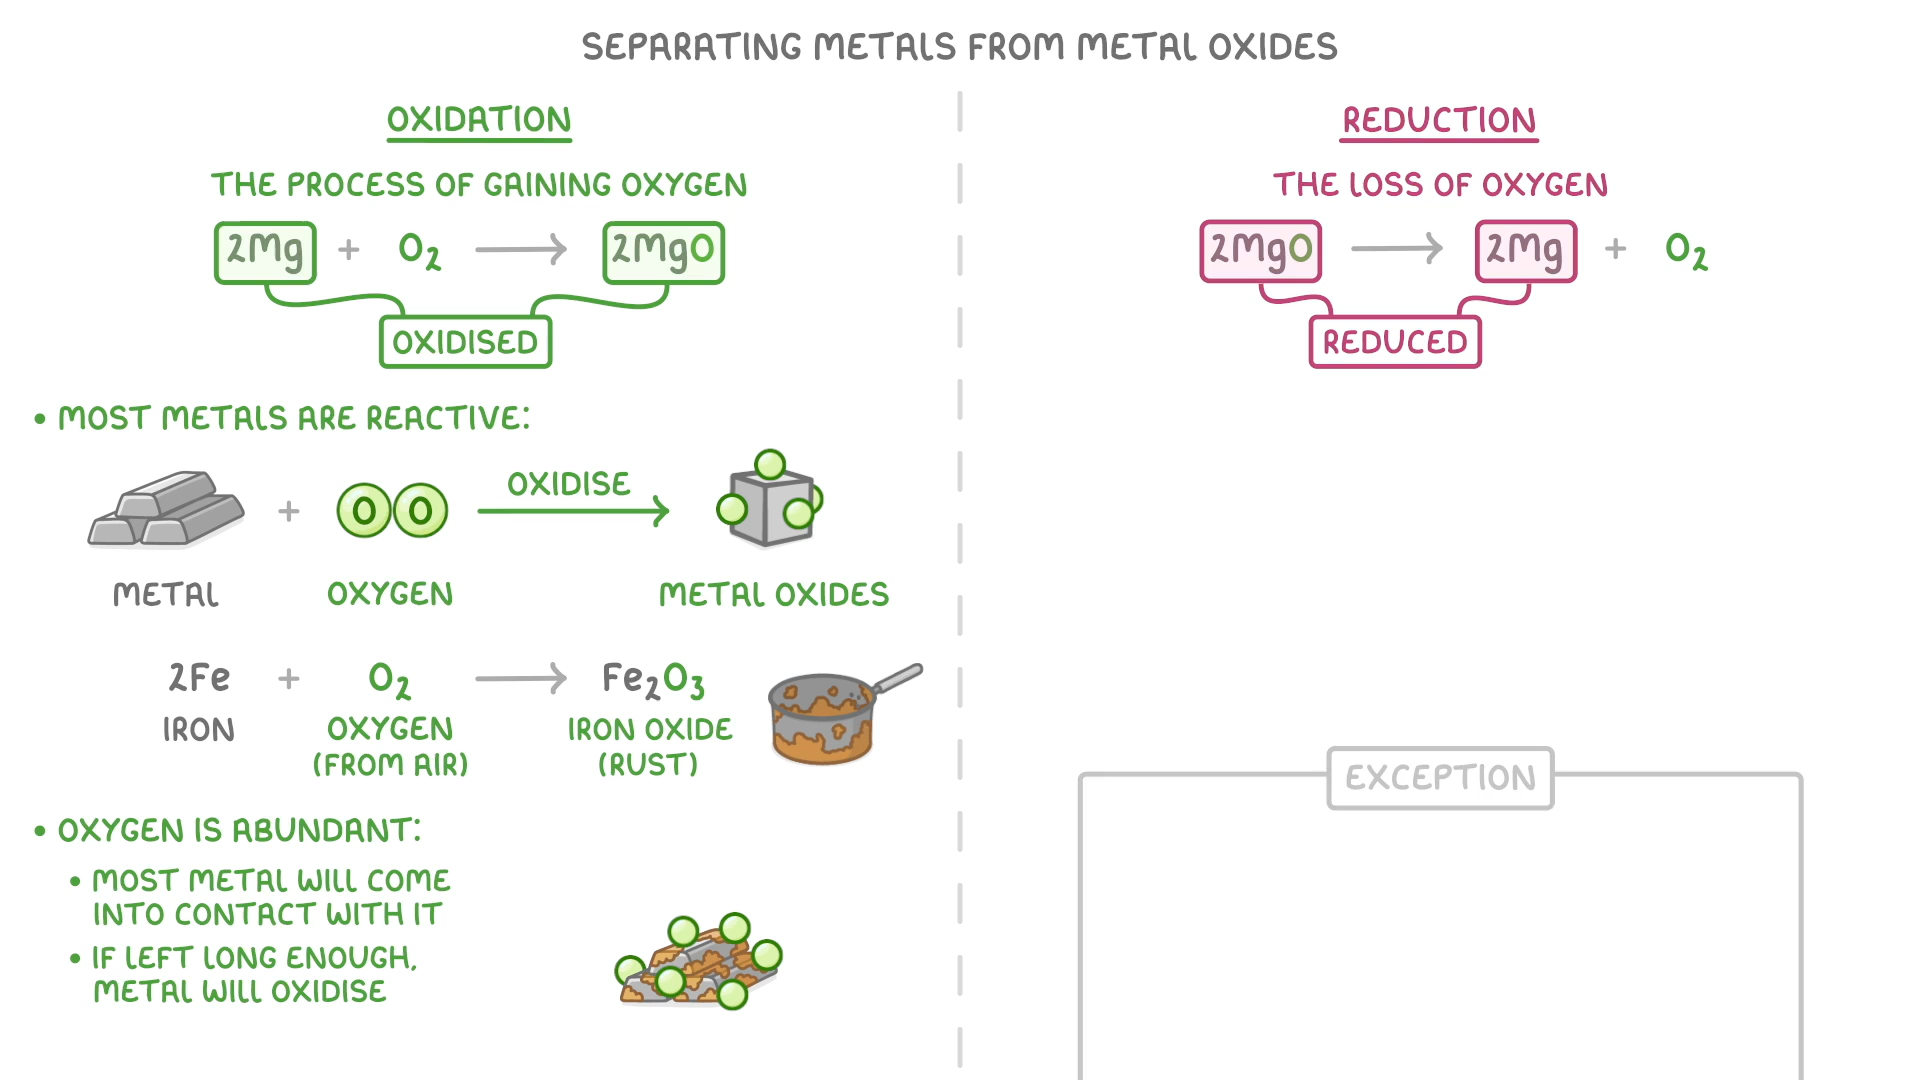 SEPARATING METALS FROM METAL OXIDES
OXIDATION
THE PROCESS OF GAINING OXYGEN
2Mg + O₂ → 2MgO
OXIDISED
• MOST METALS ARE REACTIVE:
+ O O OXIDISE →
METAL OXYGEN METAL OXIDES
2Fe + O₂ → Fe₂O₃
IRON OXYGEN IRON OXIDE
(FROM AIR) (RUST)
• OXYGEN IS ABUNDANT:
• MOST METAL WILL COME
INTO CONTACT WITH IT
• IF LEFT LONG ENOUGH,
METAL WILL OXIDISE
REDUCTION
THE LOSS OF OXYGEN
2MgO → 2Mg + O₂
REDUCED
EXCEPTION